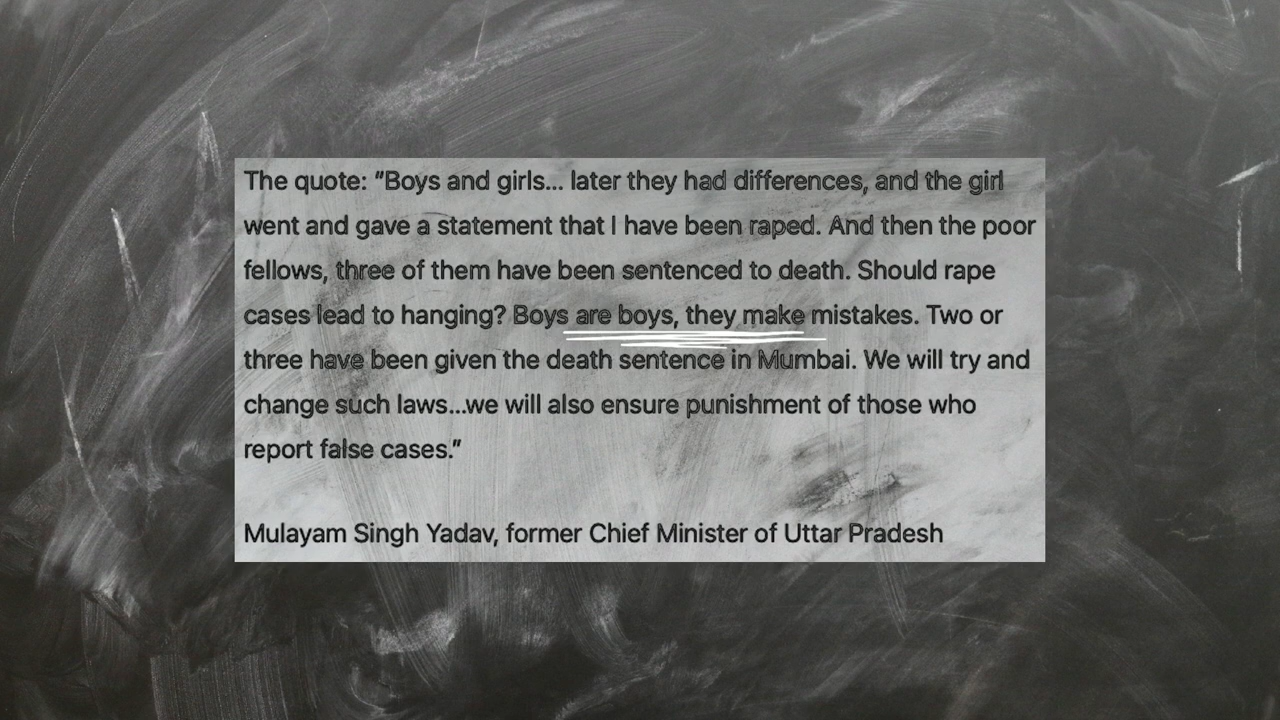 The quote: "Boys and girls... later they had differences, and the girl
went and gave a statement that I have been raped. And then the poor
fellows, three of them have been sentenced to death. Should rape
cases lead to hanging? Boys are boys, they make mistakes. Two or
three have been given the death sentence in Mumbai. We will try and
change such laws...we will also ensure punishment of those who
report false cases."
Mulayam Singh Yadav, former Chief Minister of Uttar Pradesh